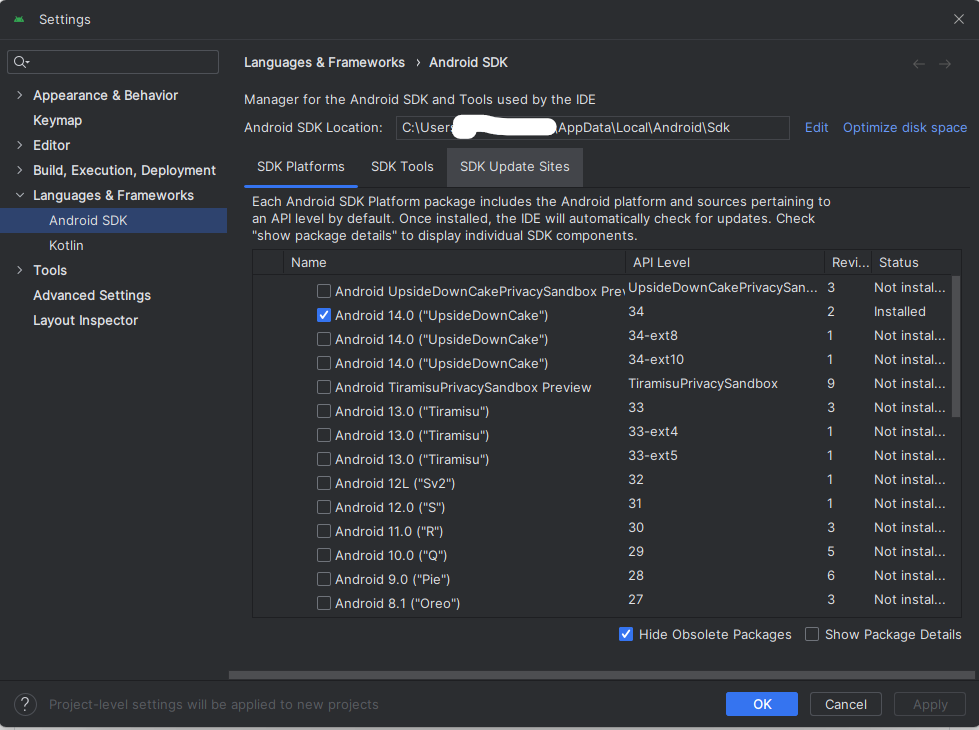 Settings
Languages & Frameworks › Android SDK
Appearance & Behavior
Keymap
Editor
Build, Execution, Deployment
Languages & Frameworks
Android SDK
Kotlin
Tools
Advanced Settings
Layout Inspector
Manager for the Android SDK and Tools used by the IDE
Android SDK Location: C:\Users \AppData\Local\Android\Sdk Edit Optimize disk space
SDK Platforms SDK Tools SDK Update Sites
Each Android SDK Platform package includes the Android platform and sources pertaining to
an API level by default. Once installed, the IDE will automatically check for updates. Check
"show package details" to display individual SDK components.
Name API Level Revi... Status
Android UpsideDownCakePrivacySandbox Prev UpsideDownCakePrivacySan... 3 Not instal...
Android 14.0 ("UpsideDownCake") 34 2 Installed
Android 14.0 ("UpsideDownCake") 34-ext8 1 Not instal...
Android 14.0 ("UpsideDownCake") 34-ext10 1 Not instal...
Android TiramisuPrivacySandbox Preview TiramisuPrivacySandbox 9 Not instal...
Android 13.0 ("Tiramisu") 33 3 Not instal...
Android 13.0 ("Tiramisu") 33-ext4 1 Not instal...
Android 13.0 ("Tiramisu") 33-ext5 1 Not instal...
Android 12L ("Sv2") 32 1 Not instal...
Android 12.0 ("S") 31 1 Not instal...
Android 11.0 ("R") 30 3 Not instal...
Android 10.0 ("Q") 29 5 Not instal...
Android 9.0 ("Pie") 28 6 Not instal...
Android 8.1 ("Oreo") 27 3 Not instal...
Hide Obsolete Packages Show Package Details
? Project-level settings will be applied to new projects OK Cancel Apply